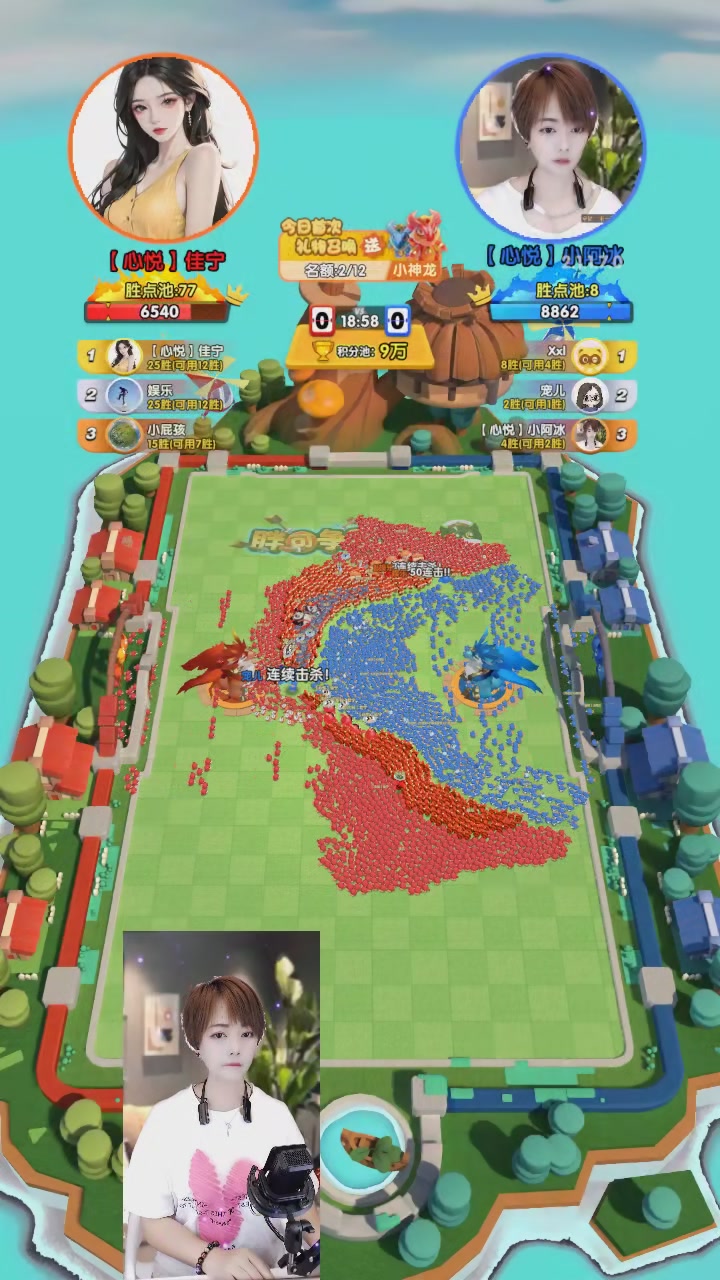 今日首次
礼物召唤 送
名额:2/12 小神龙
【心悦】佳宁
【心悦】小阿冰
胜点池:77
胜点池:8
6540
8862
0 VS 18:58 0
积分池: 9万
1 【心悦】佳宁
25胜(可用12胜)
2 娱乐
25胜(可用12胜)
3 小屁孩
15胜(可用7胜)
Xxl 1
8胜(可用4胜)
宠儿 2
2胜(可用1胜)
【心悦】小阿冰 3
4胜(可用2胜)
50连击!!
宠儿 连续击杀!